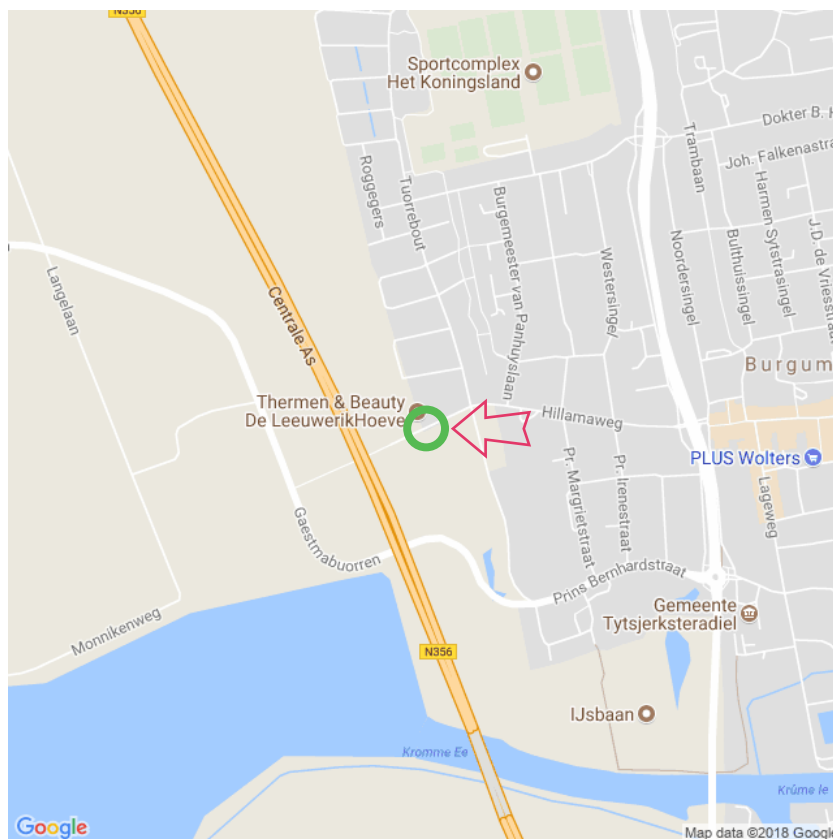 N356
Sportcomplex
Het Koningsland
Dokter B. H
Joh. Falkenastra
Trambaan
Harmen Sytstrasingel
J.D. de Vriesstraat
Roggegers
Tuorrebout
Burgemeester van Panhuyslaan
Westersingel
Noordersingel
Bulthuissingel
Langelaan
Centrale As
Burgum
Thermen & Beauty
De LeeuwerikHoeve
Hillamaweg
PLUS Wolters
Lageweg
Pr. Margrietstraat
Pr. Irenestraat
Gaestmabuorren
Prins Bernhardstraat
Gemeente
Tytsjerksteradiel
Monnikenweg
N356
IJsbaan
Kromme Ee
Krûme Ie
Google
Map data ©2018 Google